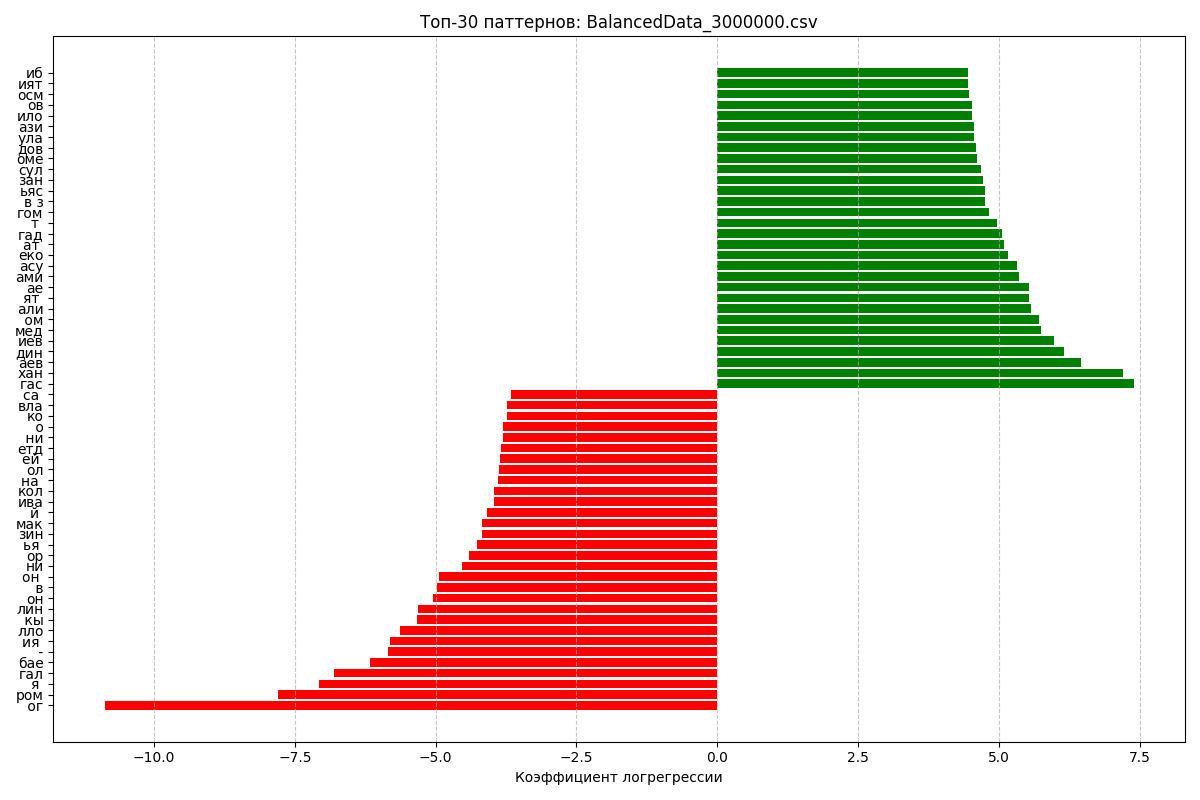 Топ-30 паттернов: BalancedData_3000000.csv
иб
ият
осм
ов
ило
ази
ула
дов
оме
сул
зан
ьяс
в з
гом
т
гад
ат
еко
асу
ами
ае
ят
али
ом
мед
иев
дин
аев
хан
гас
са
вла
ко
о
ни
етд
ей
ол
на
кол
ива
й
мак
зин
ья
ор
ни
он
в
он
лин
кы
лло
ия
-
бае
гал
я
ром
ог
−10.0 −7.5 −5.0 −2.5 0.0 2.5 5.0 7.5
Коэффициент логрегрессии